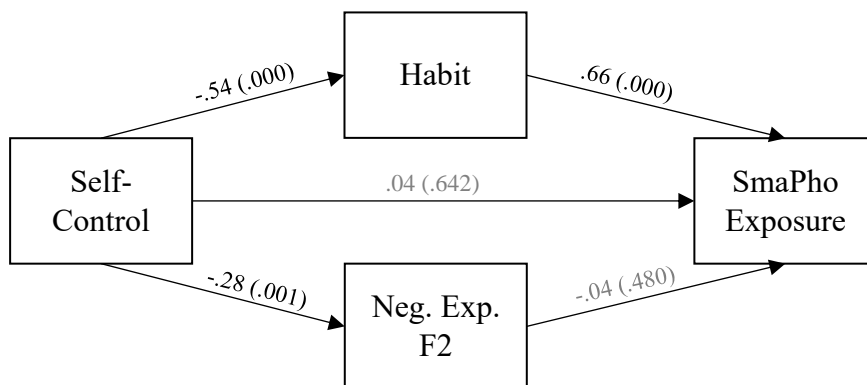 Habit
-.54 (.000)
.66 (.000)
Self-
Control
.04 (.642)
SmaPho
Exposure
-.28 (.001)
-.04 (.480)
Neg. Exp.
F2